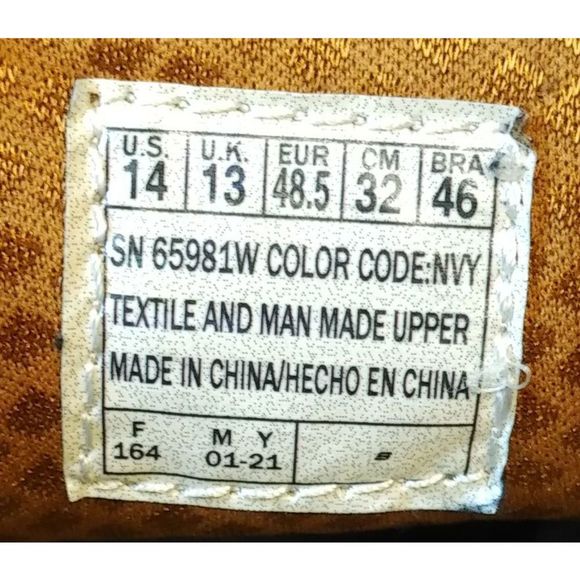 U.S. U.K. EUR CM BRA
14 13 48.5 32 46
SN 65981W COLOR CODE:NVY
TEXTILE AND MAN MADE UPPER
MADE IN CHINA/HECHO EN CHINA
F M Y
164 01-21